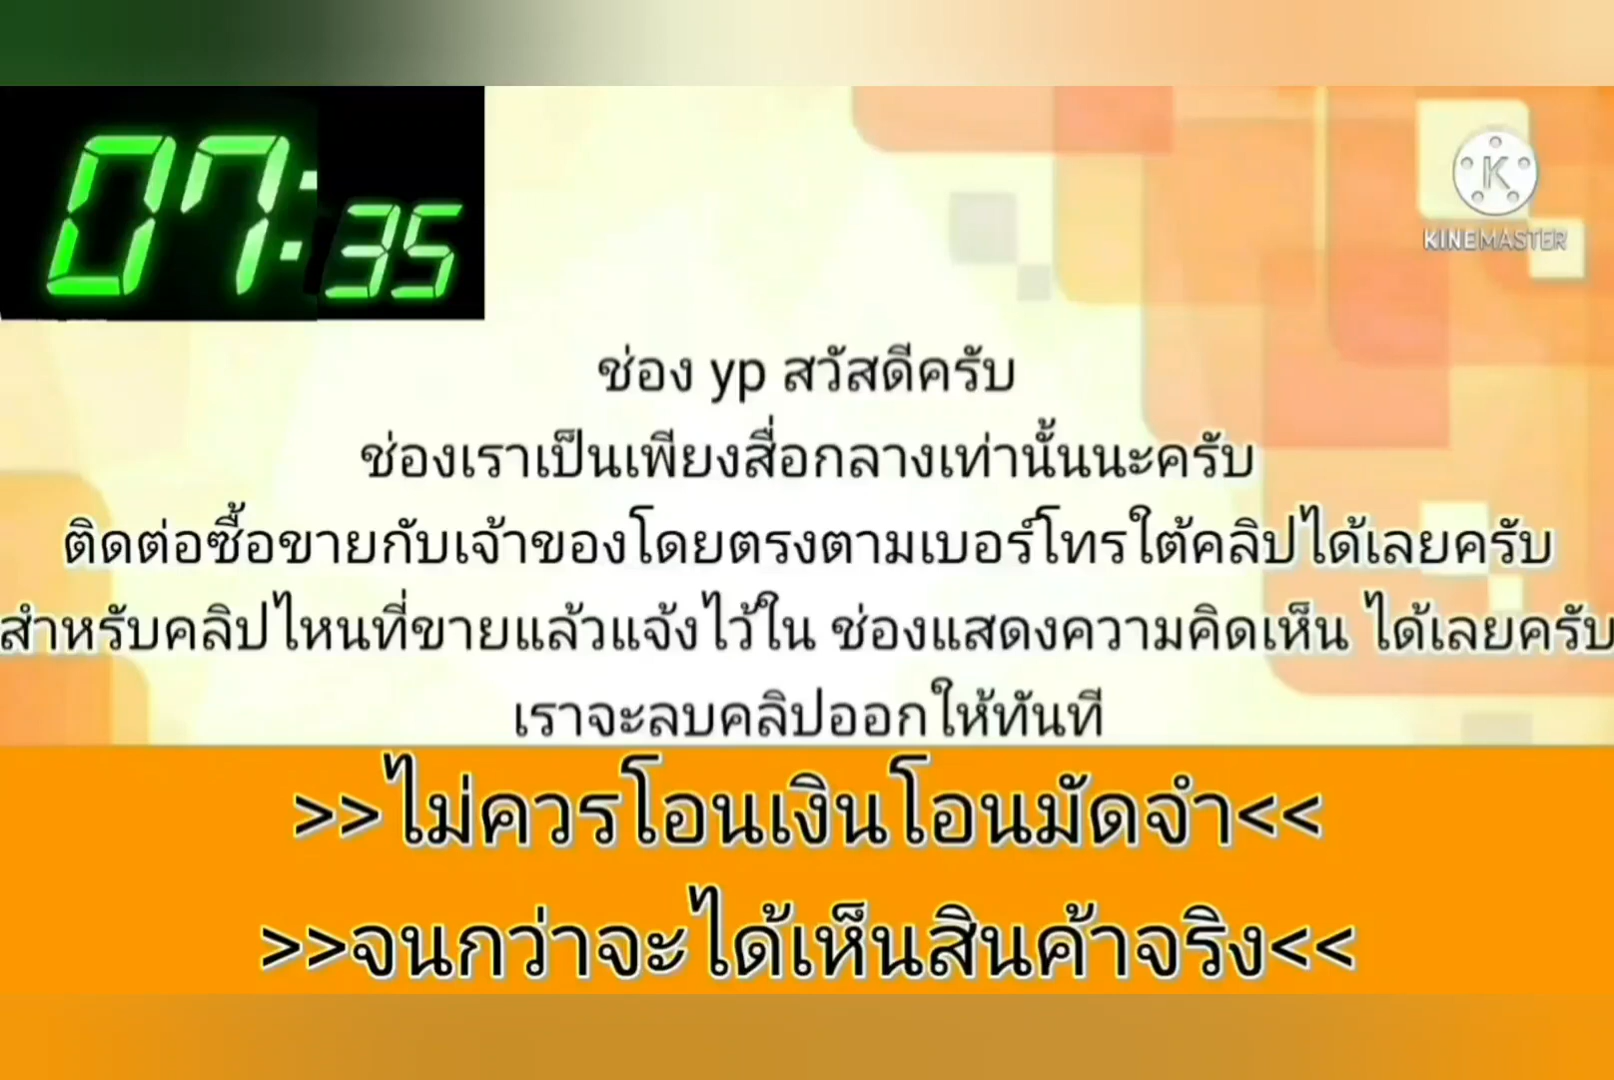 07:35
KINEMASTER
ช่อง yp สวัสดีครับ
ช่องเราเป็นเพียงสื่อกลางเท่านั้นนะครับ
ติดต่อซื้อขายกับเจ้าของโดยตรงตามเบอร์โทรใต้คลิปได้เลยครับ
สำหรับคลิปไหนที่ขายแล้วแจ้งไว้ใน ช่องแสดงความคิดเห็น ได้เลยครับ
เราจะลบคลิปออกให้ทันที
>>ไม่ควรโอนเงินโอนมัดจำ<<
>>จนกว่าจะได้เห็นสินค้าจริง<<